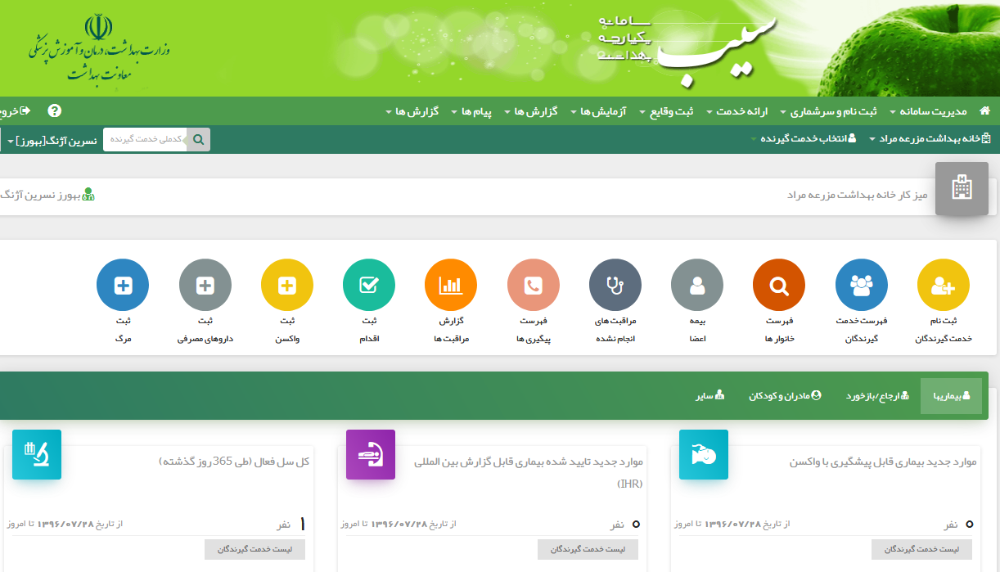 وزارت بهداشت، درمان و آموزش پزشکی
معاونت بهداشت
سامانه
یکپارچه
بهداشت
سیب
مدیریت سامانه
ثبت نام و سرشماری
ارائه خدمت
ثبت وقایع
آزمایش ها
گزارش ها
پیام ها
گزارش ها
?
خروج
خانه بهداشت مزرعه مراد
انتخاب خدمت گیرنده
کدملی خدمت گیرنده
نسرین آژنگ[بهورز]
میز کار خانه بهداشت مزرعه مراد
بهورز نسرین آژنگ
ثبت نام
خدمت گیرندگان
فهرست خدمت
گیرندگان
فهرست
خانوار ها
بیمه
اعضا
مراقبت های
انجام نشده
فهرست
پیگیری ها
گزارش
مراقبت ها
ثبت
اقدام
ثبت
واکسن
ثبت
داروهای مصرفی
ثبت
مرگ
بیماریها
ارجاع/بازخورد
مادران و کودکان
سایر
موارد جدید بیماری قابل پیشگیری با واکسن
۰ نفر
از تاریخ ۱۳۹۶/۰۷/۲۸ تا امروز
لیست خدمت گیرندگان
موارد جدید تایید شده بیماری قابل گزارش بین المللی
(IHR)
۰ نفر
از تاریخ ۱۳۹۶/۰۷/۲۸ تا امروز
لیست خدمت گیرندگان
کل سل فعال (طی 365 روز گذشته)
۱ نفر
از تاریخ ۱۳۹۶/۰۷/۲۸ تا امروز
لیست خدمت گیرندگان